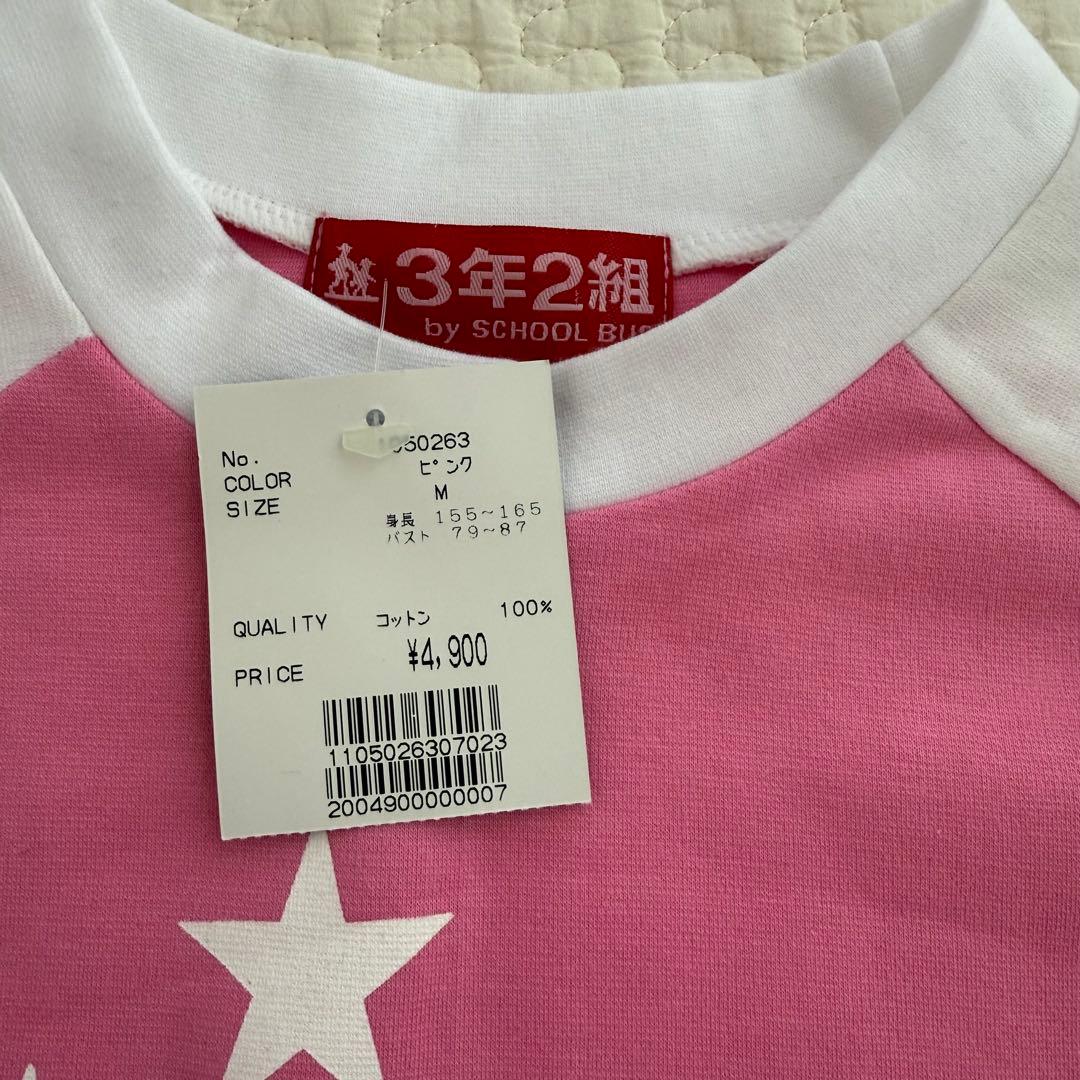 3年2組
by SCHOOL BUS
No. 1050263
COLOR ピンク
SIZE M
身長 155~165
バスト 79~87
QUALITY コットン 100%
PRICE ¥4,900
1105026307023
2004900000007